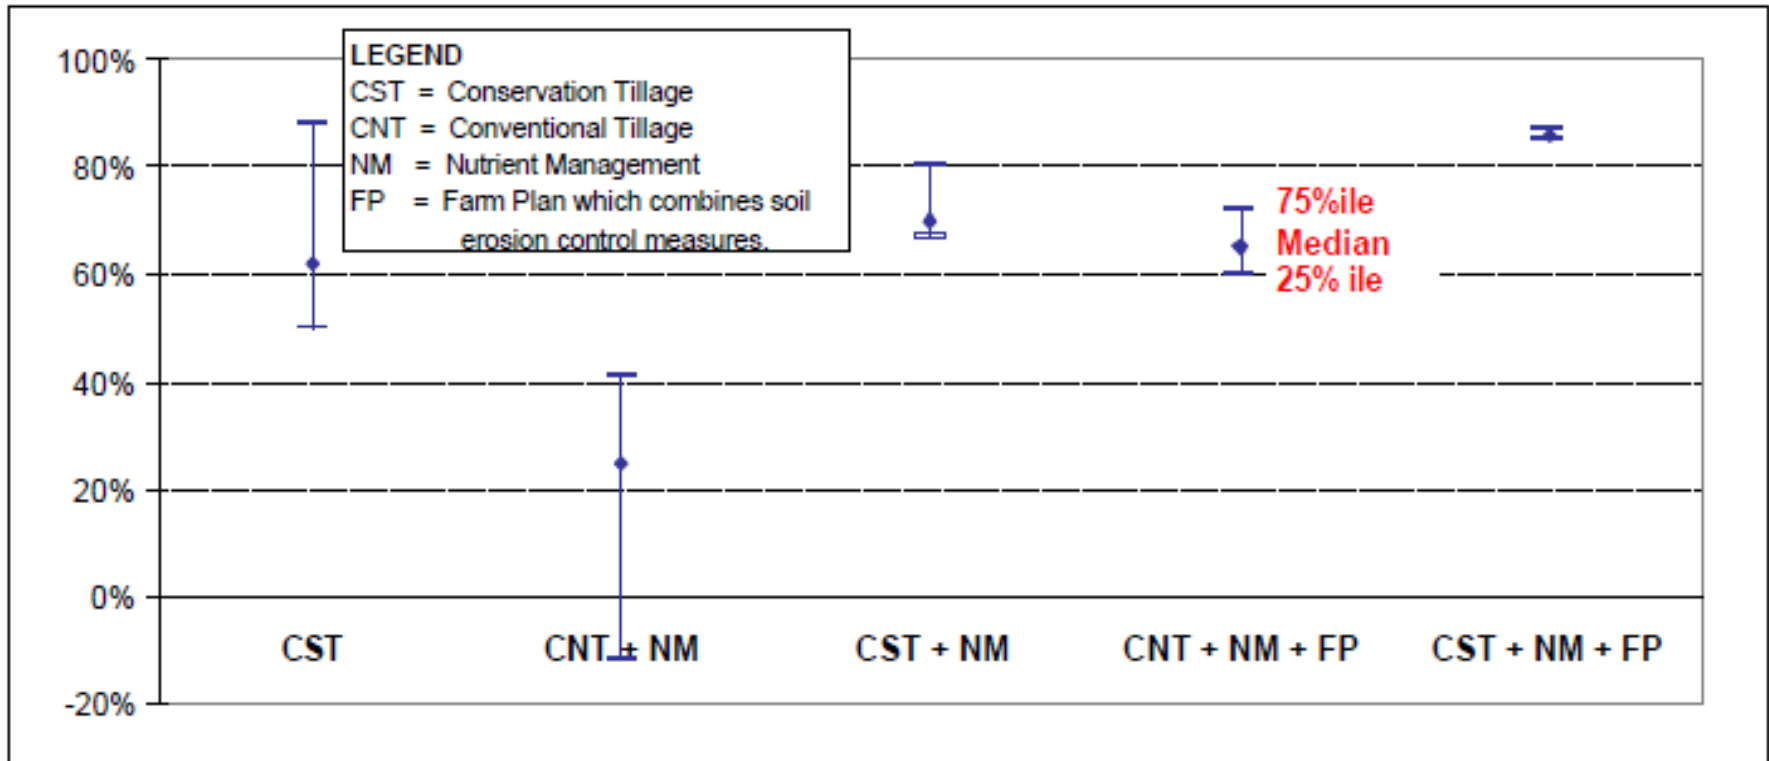 100%
80%
60%
40%
20%
0%
-20%
LEGEND
CST = Conservation Tillage
CNT = Conventional Tillage
NM = Nutrient Management
FP = Farm Plan which combines soil
erosion control measures.
75%ile
Median
25% ile
CST
CNT + NM
CST + NM
CNT + NM + FP
CST + NM + FP